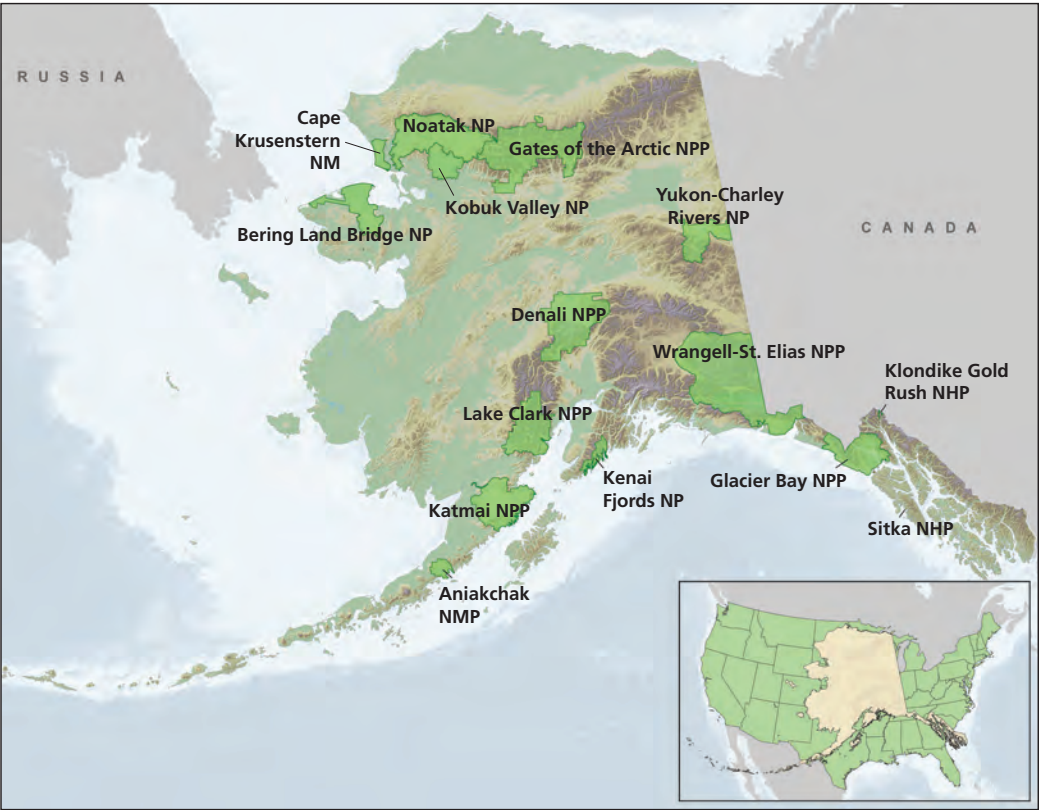 RUSSIA
Cape
Krusenstern
NM
Noatak NP
Gates of the Arctic NPP
Kobuk Valley NP
Yukon-Charley
Rivers NP
CANADA
Bering Land Bridge NP
Denali NPP
Wrangell-St. Elias NPP
Klondike Gold
Rush NHP
Lake Clark NPP
Kenai
Fjords NP
Glacier Bay NPP
Katmai NPP
Sitka NHP
Aniakchak
NMP